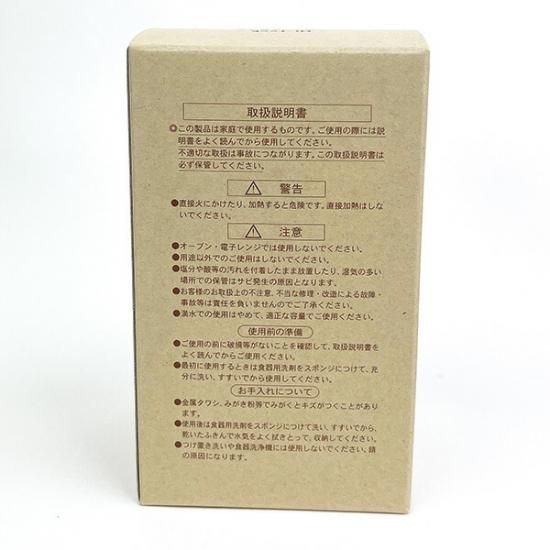 取扱説明書
◎この製品は家庭で使用するものです。ご使用の際には説
明書をよく読んでから使用してください。
不適切な取扱は事故につながります。この取扱説明書は
必ず保管してください。
警告
●直接火にかけたり、加熱すると危険です。直接加熱はしな
いでください。
注意
●オーブン・電子レンジでは使用しないでください。
●用途以外でのご使用はしないでください。
●塩分や酸等の汚れを付着したまま放置したり、湿気の多い
場所での保管はサビ発生の原因となります。
●お客様のお取扱上の不注意、不当な修理・改造による故障・
事故等は責任を負いませんのでご了承ください。
●満水での使用はやめて、適正な容量でご使用ください。
使用前の準備
●ご使用の前に破損等がないことを確認して、取扱説明書を
よく読んでからご使用ください。
●最初に使用するときは食器用洗剤をスポンジにつけて、充
分に洗い、すすいでから使用してください。
お手入れについて
●金属タワシ、みがき粉等でみがくとキズがつくことがあり
ます。
●使用後は食器用洗剤をスポンジにつけて洗い、すすいでから、
乾いたふきんで水気をよく拭きとって、収納してください。
●つけ置き洗いや食器洗浄機には使用しないでください。錆
の原因になります。